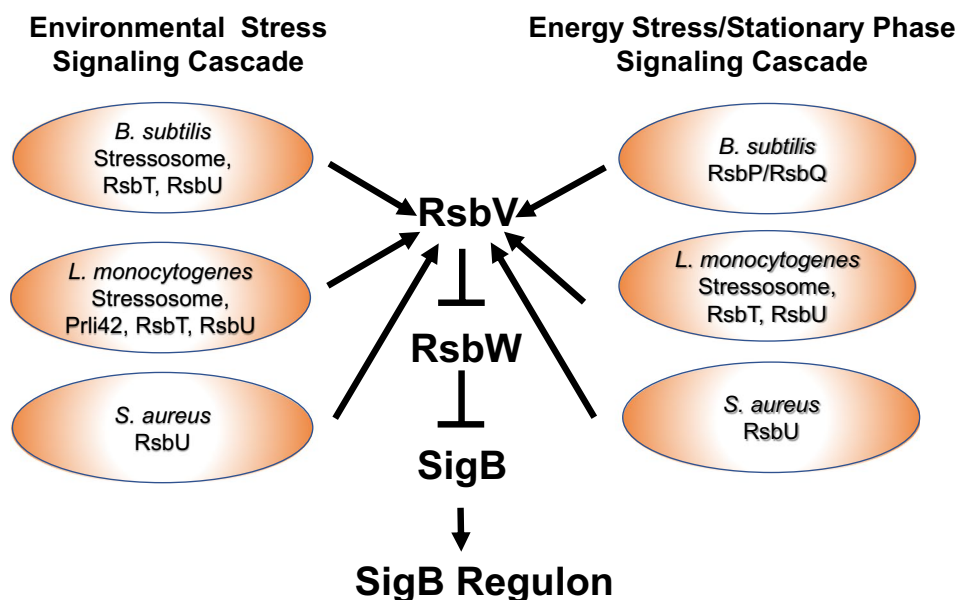 Environmental Stress
Signaling Cascade
Energy Stress/Stationary Phase
Signaling Cascade
B. subtilis
Stressosome,
RsbT, RsbU
L. monocytogenes
Stressosome,
Prli42, RsbT, RsbU
S. aureus
RsbU
RsbV
RsbW
SigB
SigB Regulon
B. subtilis
RsbP/RsbQ
L. monocytogenes
Stressosome,
RsbT, RsbU
S. aureus
RsbU